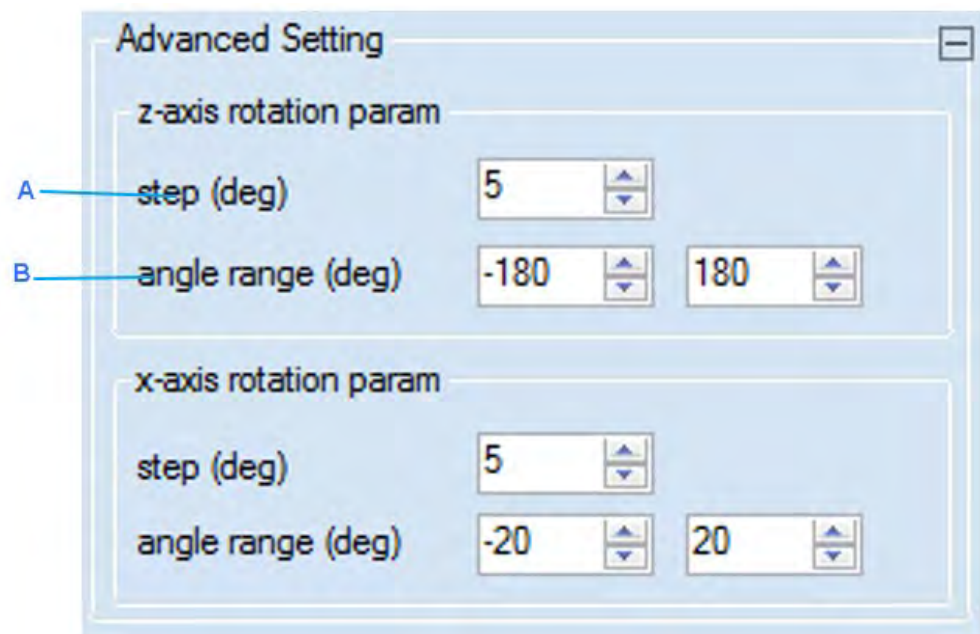 Advanced Setting
z-axis rotation param
A step (deg) 5
B angle range (deg) -180 180
x-axis rotation param
step (deg) 5
angle range (deg) -20 20